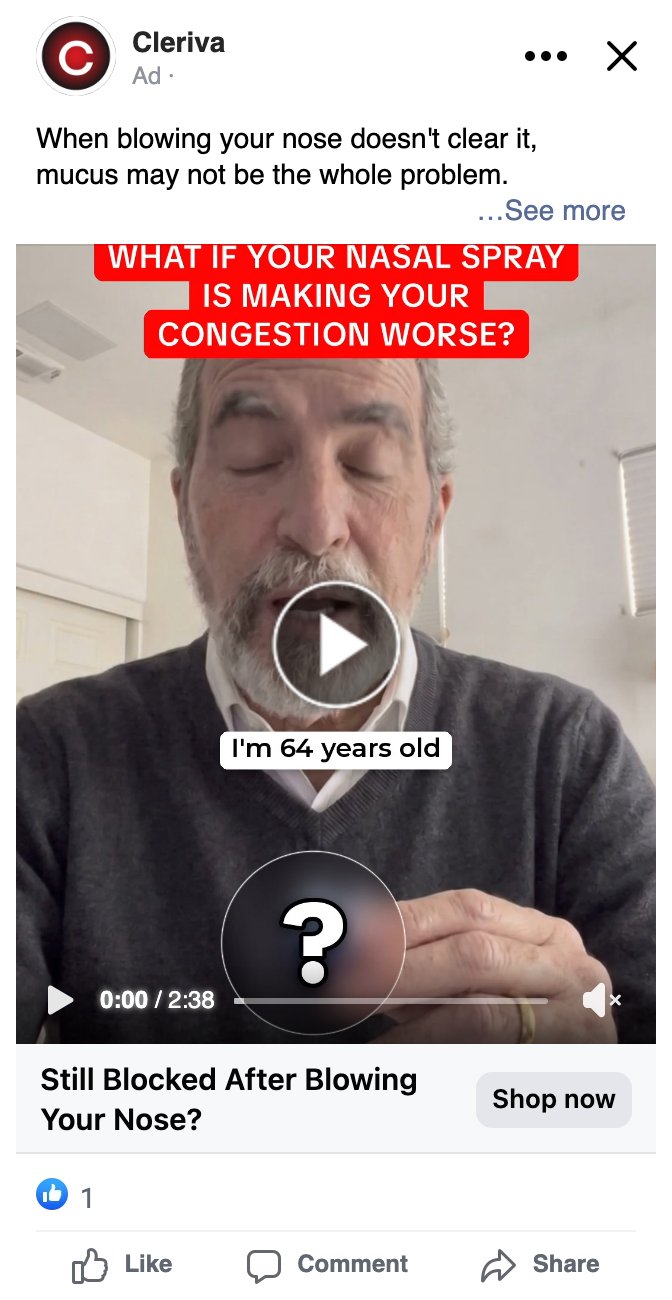 C
Cleriva
Ad ·
When blowing your nose doesn't clear it,
mucus may not be the whole problem.
...See more
WHAT IF YOUR NASAL SPRAY
IS MAKING YOUR
CONGESTION WORSE?
I'm 64 years old
?
0:00 / 2:38
Still Blocked After Blowing
Your Nose?
Shop now
1
Like
Comment
Share